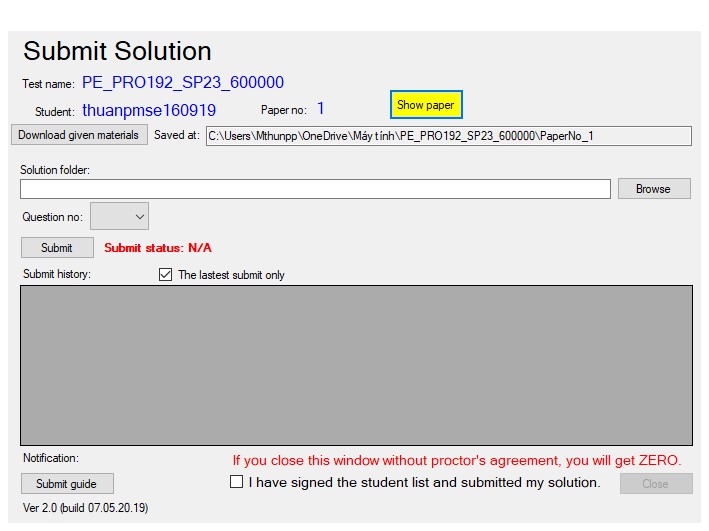 Submit Solution
Test name: PE_PRO192_SP23_600000
Student: thuanpmse160919 Paper no: 1 Show paper
Download given materials Saved at: C:\Users\Mthunpp\OneDrive\Máy tính\PE_PRO192_SP23_600000\PaperNo_1
Solution folder:
Browse
Question no:
Submit Submit status: N/A
Submit history: The lastest submit only
Notification: If you close this window without proctor's agreement, you will get ZERO.
Submit guide I have signed the student list and submitted my solution. Close
Ver 2.0 (build 07.05.20.19)